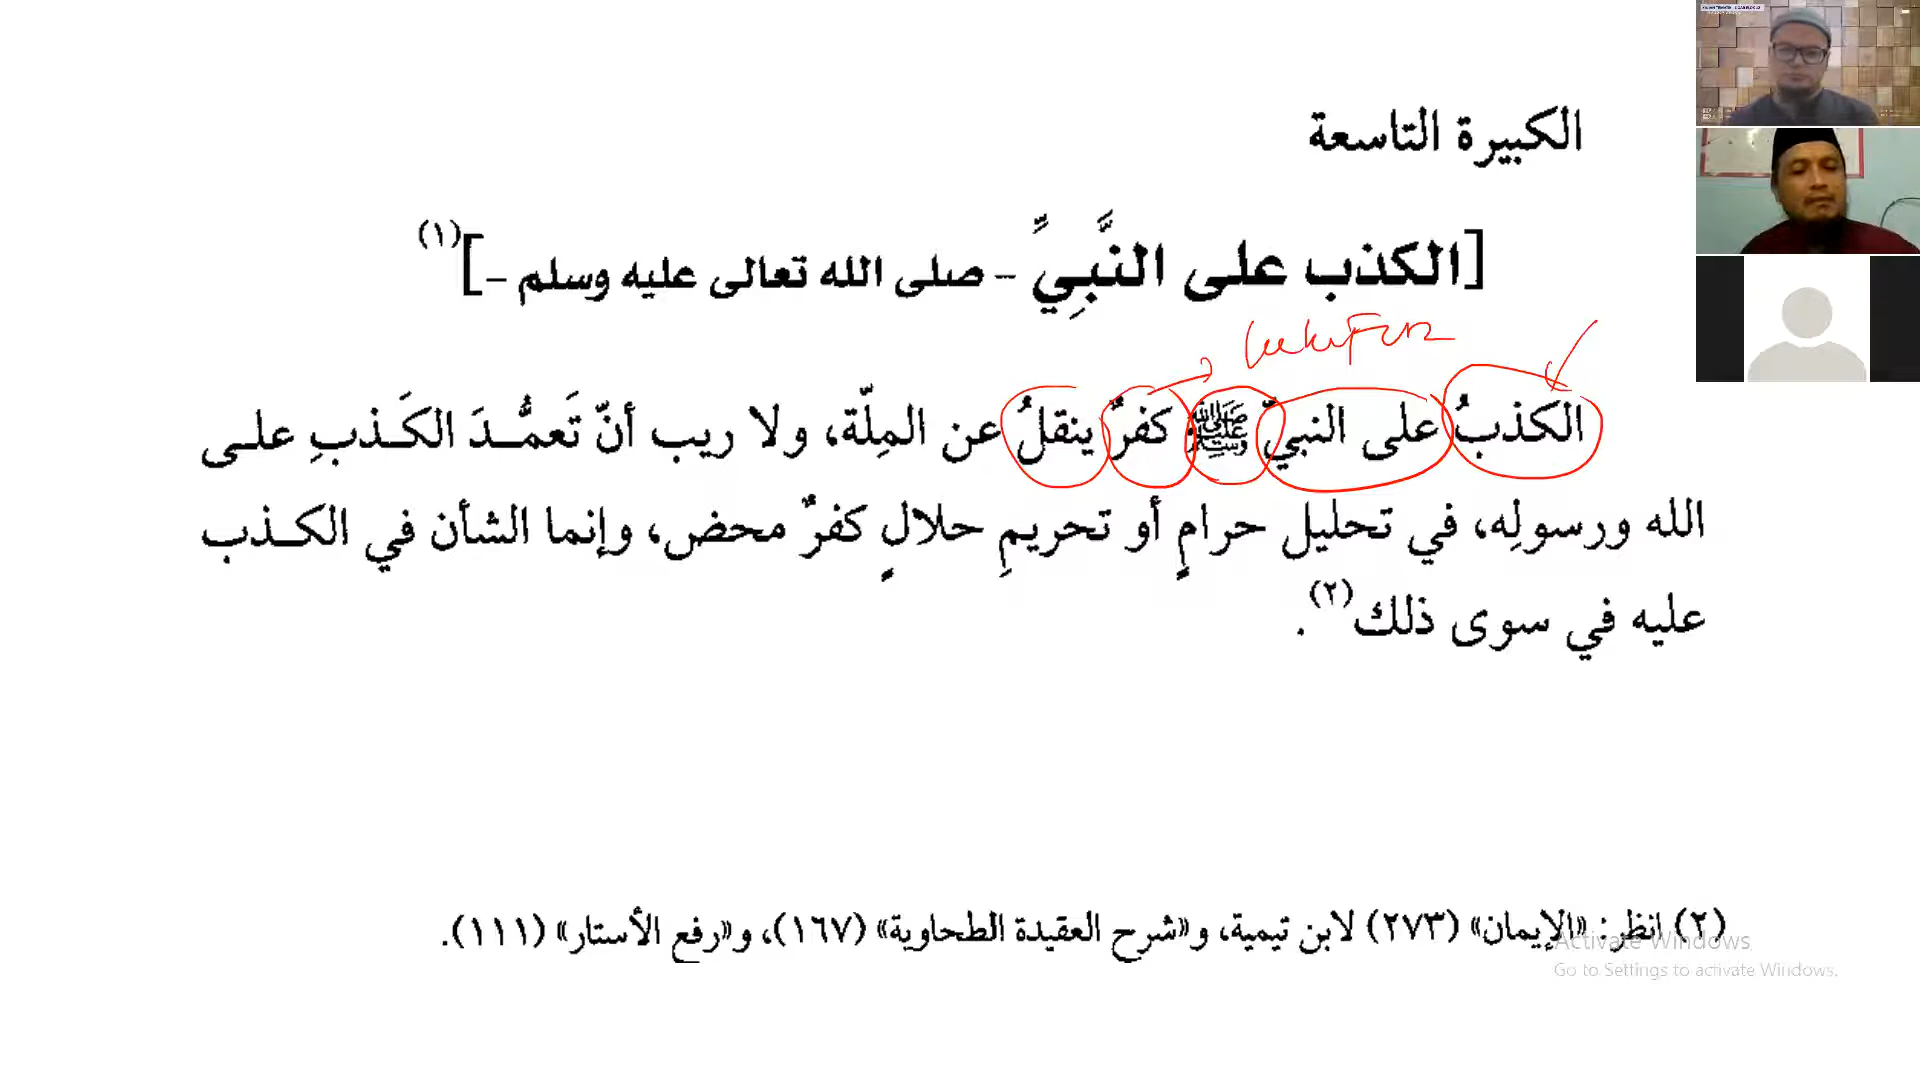 الكبيرة التاسعة
[الكذب على النَّبِيِّ – صلى الله تعالى عليه وسلم –](١)
kekufur
الكذبُ على النبيّ ﷺ كفرٌ ينقلُ عن المِلّة، ولا ريب أنّ تَعمُّدَ الكَذبِ على
الله ورسولِه، في تحليل حرامٍ أو تحريمِ حلالٍ كفرٌ محض، وإنما الشأن في الكذب
عليه في سوى ذلك(٢).
(٢) انظر: «الإيمان» (٢٧٣) لابن تيمية، و«شرح العقيدة الطحاوية» (١٦٧)، و«رفع الأستار» (١١١).
Activate Windows
Go to Settings to activate Windows.